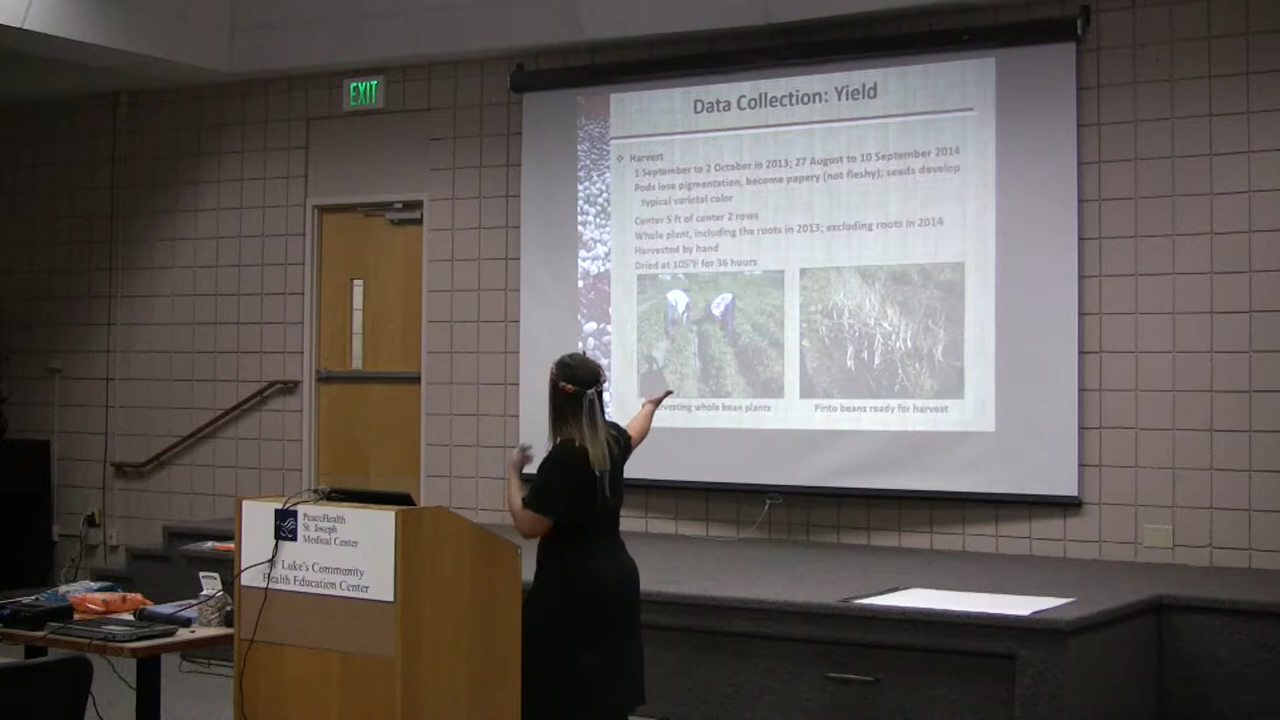 EXIT
Data Collection: Yield
Harvest
1 September to 2 October in 2013; 27 August to 10 September 2014
Pods lose pigmentation, become papery (not fleshy); seeds develop
typical varietal color
Center 5 ft of center 2 rows
Whole plant, including the roots in 2013; excluding roots in 2014
Harvested by hand
Dried at 105°F for 36 hours
vesting whole bean plants
Pinto beans ready for harvest
PeaceHealth
St. Joseph
Medical Center
Luke's Community
Health Education Center